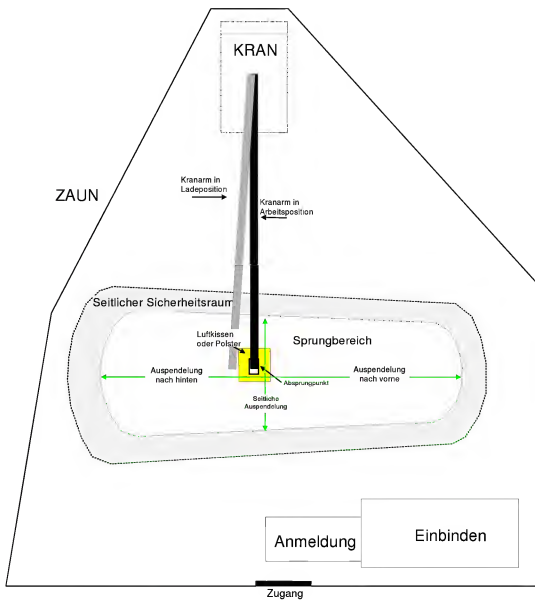 KRAN
Kranarm in
Ladeposition
ZAUN
Kranarm in
Arbeitsposition
Seitlicher Sicherheitsraum
Luftkissen
oder Polster
Sprungbereich
Auspendelung
nach hinten
Absprungpunkt
Auspendelung
nach vorne
Seitliche
Auspendelung
Anmeldung
Einbinden
Zugang